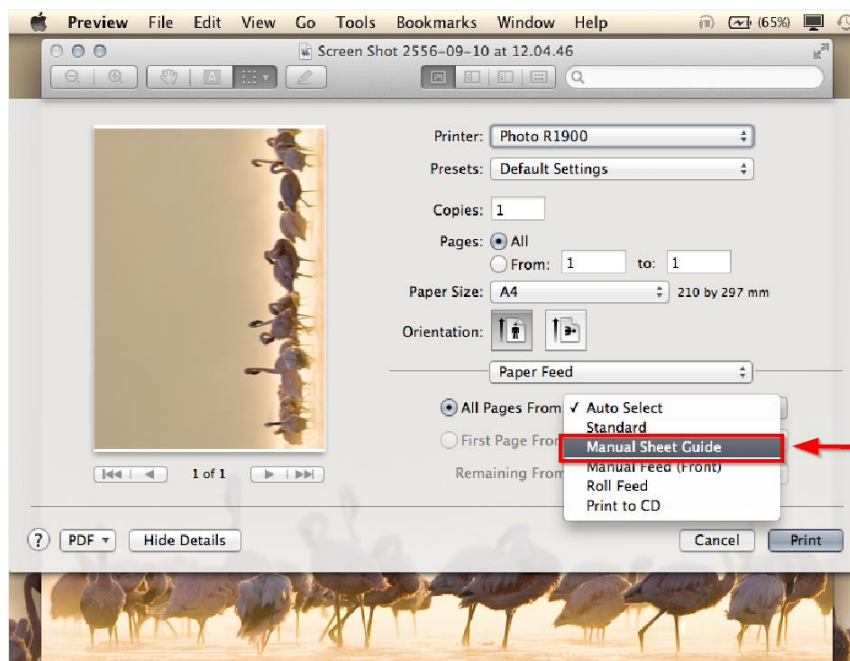 Preview File Edit View Go Tools Bookmarks Window Help (65%)
Screen Shot 2556-09-10 at 12.04.46
Printer: Photo R1900
Presets: Default Settings
Copies: 1
Pages: All
From: 1 to: 1
Paper Size: A4 210 by 297 mm
Orientation:
Paper Feed
All Pages From: ✓ Auto Select
Standard
First Page From
Manual Sheet Guide
Manual Feed (Front)
Remaining From
Roll Feed
Print to CD
1 of 1
? PDF Hide Details Cancel Print